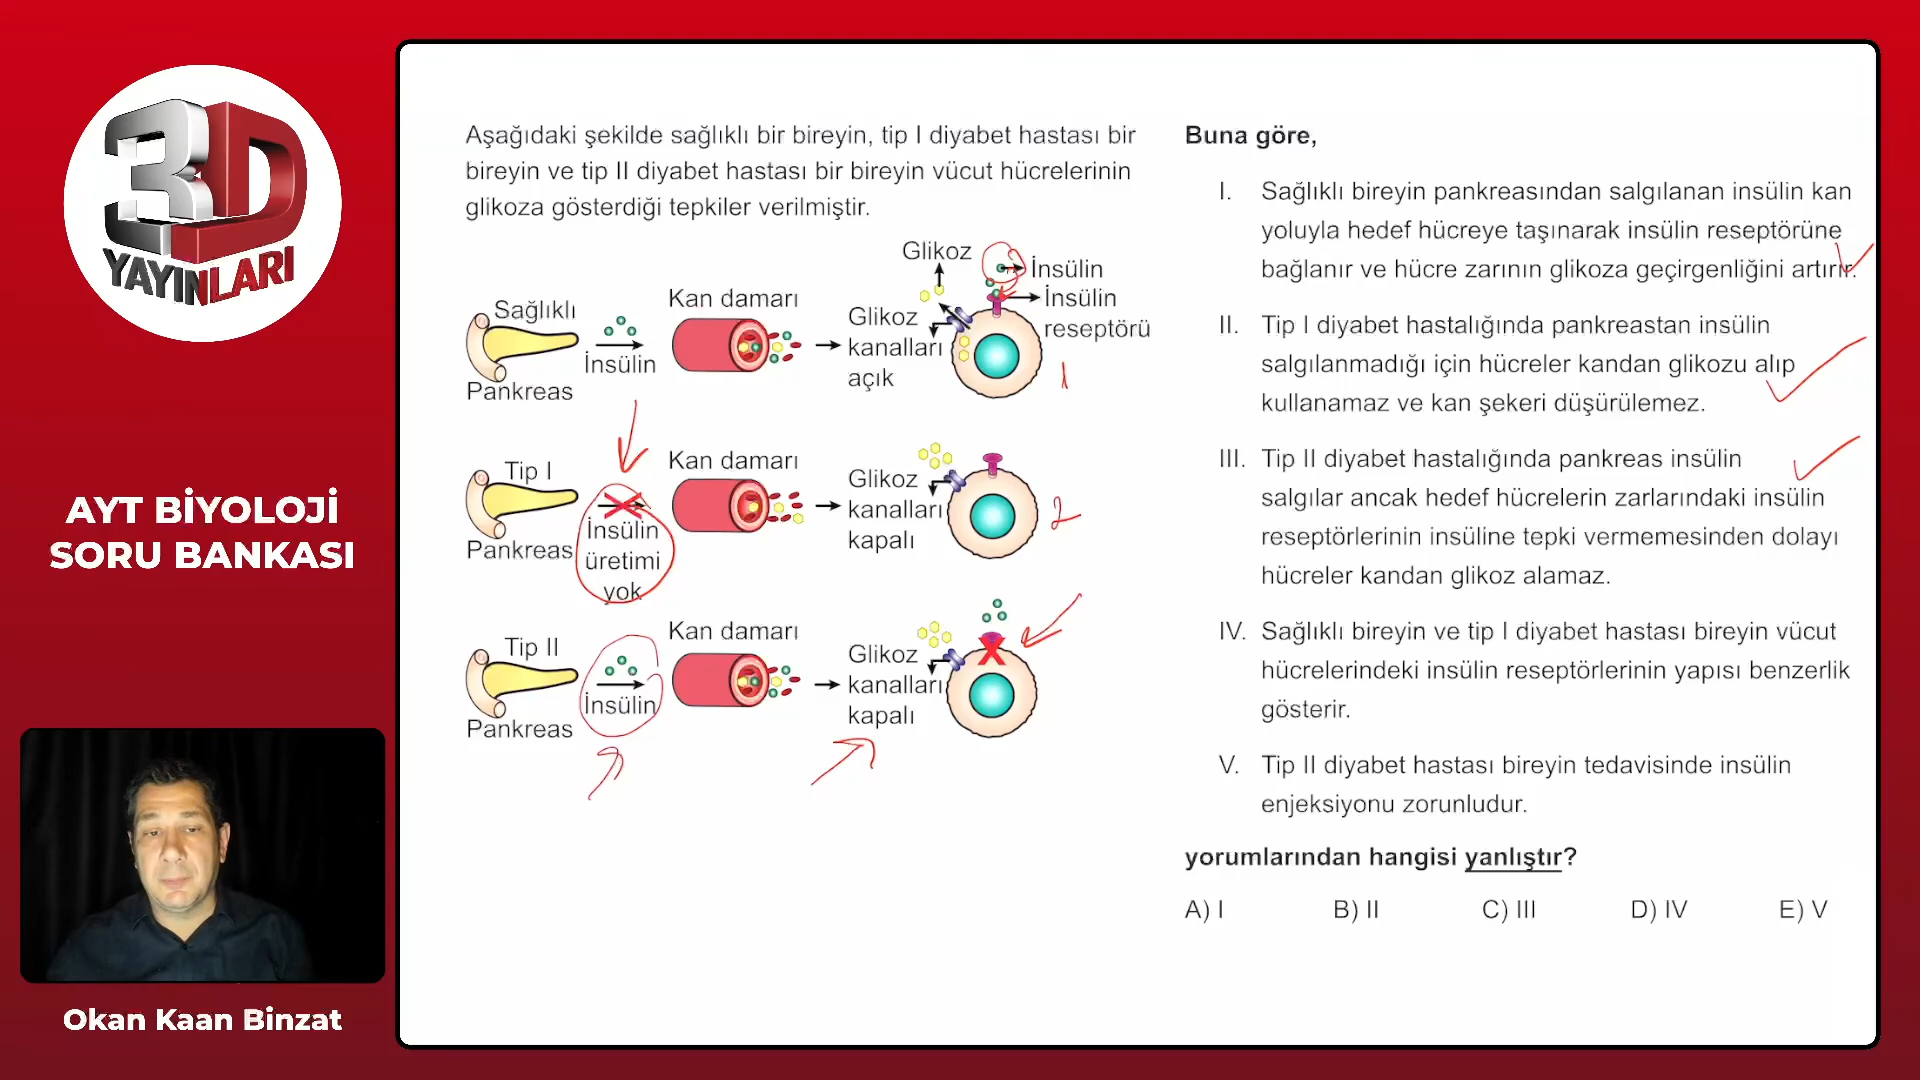 3D
YAYINLARI
AYT BİYOLOJİ
SORU BANKASI
Okan Kaan Binzat
Aşağıdaki şekilde sağlıklı bir bireyin, tip I diyabet hastası bir
bireyin ve tip II diyabet hastası bir bireyin vücut hücrelerinin
glikoza gösterdiği tepkiler verilmiştir.
Sağlıklı
Pankreas
İnsülin
Kan damarı
Glikoz
kanalları
açık
Glikoz
İnsülin
İnsülin
reseptörü
1
Tip I
Pankreas
İnsülin
üretimi
yok
Kan damarı
Glikoz
kanalları
kapalı
2
Tip II
Pankreas
İnsülin
Kan damarı
Glikoz
kanalları
kapalı
Buna göre,
I. Sağlıklı bireyin pankreasından salgılanan insülin kan
yoluyla hedef hücreye taşınarak insülin reseptörüne
bağlanır ve hücre zarının glikoza geçirgenliğini artırır.
II. Tip I diyabet hastalığında pankreastan insülin
salgılanmadığı için hücreler kandan glikozu alıp
kullanamaz ve kan şekeri düşürülemez.
III. Tip II diyabet hastalığında pankreas insülin
salgılar ancak hedef hücrelerin zarlarındaki insülin
reseptörlerinin insüline tepki vermemesinden dolayı
hücreler kandan glikoz alamaz.
IV. Sağlıklı bireyin ve tip I diyabet hastası bireyin vücut
hücrelerindeki insülin reseptörlerinin yapısı benzerlik
gösterir.
V. Tip II diyabet hastası bireyin tedavisinde insülin
enjeksiyonu zorunludur.
yorumlarından hangisi yanlıştır?
A) I B) II C) III D) IV E) V